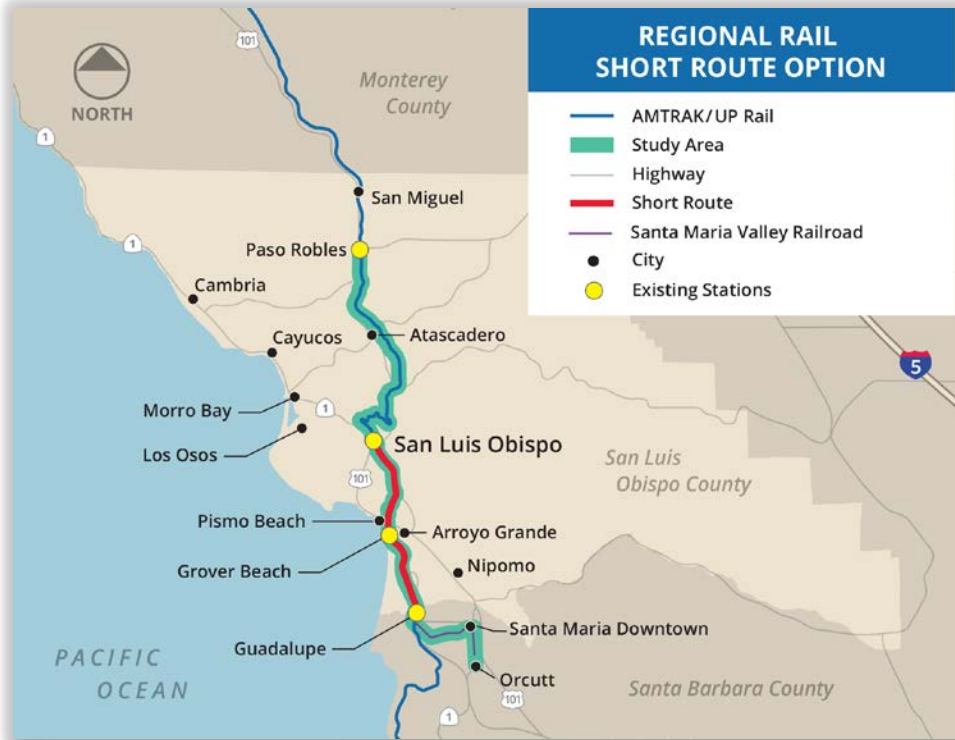 REGIONAL RAIL
SHORT ROUTE OPTION
AMTRAK/UP Rail
Study Area
Highway
Short Route
Santa Maria Valley Railroad
City
Existing Stations
NORTH
101
Monterey
County
1
San Miguel
1
Paso Robles
Cambria
Cayucos
Atascadero
5
Morro Bay
1
Los Osos
San Luis Obispo
101
San Luis
Obispo County
Pismo Beach
Arroyo Grande
Grover Beach
Nipomo
Guadalupe
Santa Maria Downtown
PACIFIC
OCEAN
Orcutt
Santa Barbara County
1
101